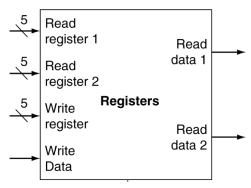 5
Read
register 1
Read
data 1
5
Read
register 2
5
Write
register
Registers
Read
data 2
Write
Data